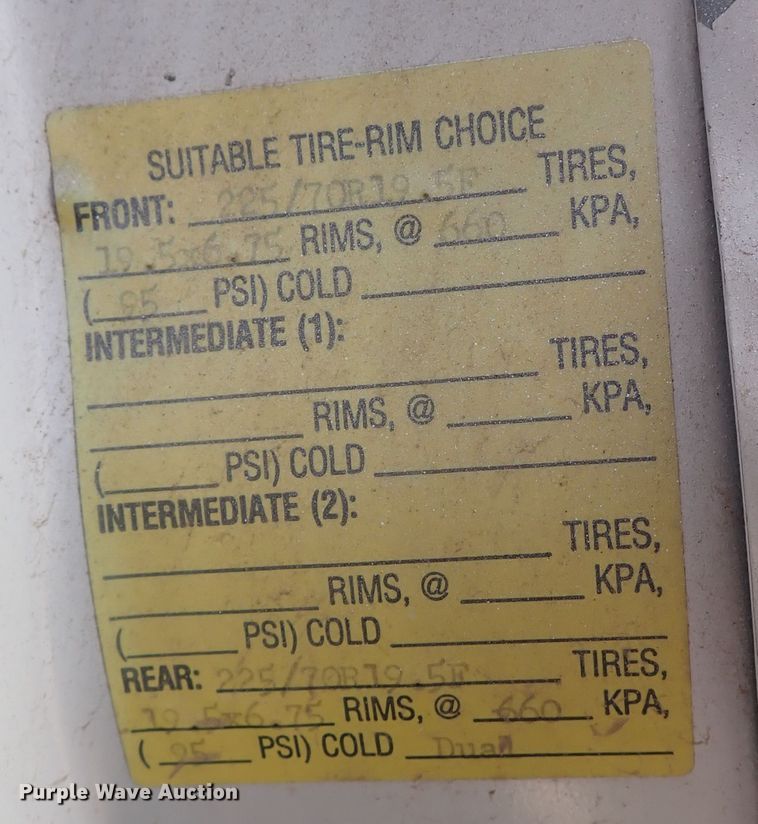 SUITABLE TIRE-RIM CHOICE
FRONT: 225/70R19.5F TIRES,
19.5x6.75 RIMS, @ 660 KPA,
( 95 PSI) COLD
INTERMEDIATE (1):
TIRES,
RIMS, @ KPA,
( PSI) COLD
INTERMEDIATE (2):
TIRES,
RIMS, @ KPA,
( PSI) COLD
REAR: 225/70R19.5F TIRES,
19.5x6.75 RIMS, @ 660 KPA,
( 95 PSI) COLD Dual
Purple Wave Auction